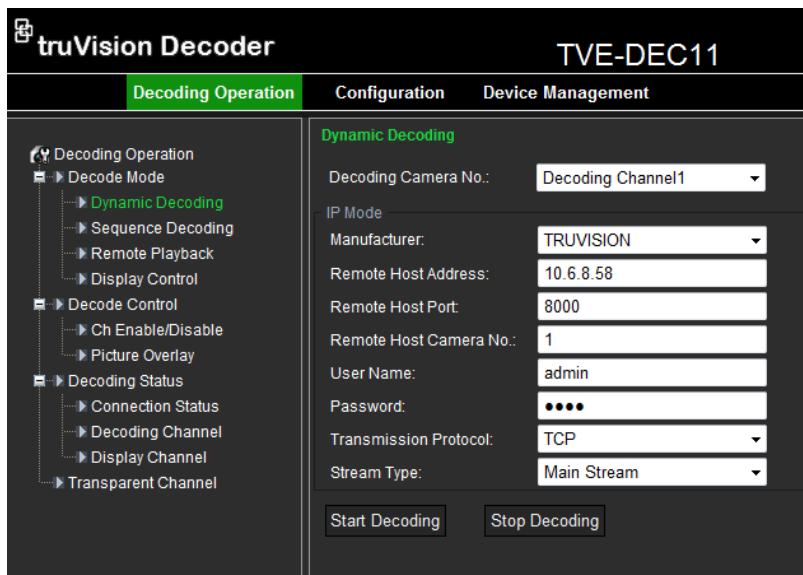 truVision Decoder
TVE-DEC11
Decoding Operation Configuration Device Management
Decoding Operation
Decode Mode
Dynamic Decoding
Sequence Decoding
Remote Playback
Display Control
Decode Control
Ch Enable/Disable
Picture Overlay
Decoding Status
Connection Status
Decoding Channel
Display Channel
Transparent Channel
Dynamic Decoding
Decoding Camera No.: Decoding Channel1
IP Mode
Manufacturer: TRUVISION
Remote Host Address: 10.6.8.58
Remote Host Port: 8000
Remote Host Camera No.: 1
User Name: admin
Password: ●●●●
Transmission Protocol: TCP
Stream Type: Main Stream
Start Decoding Stop Decoding